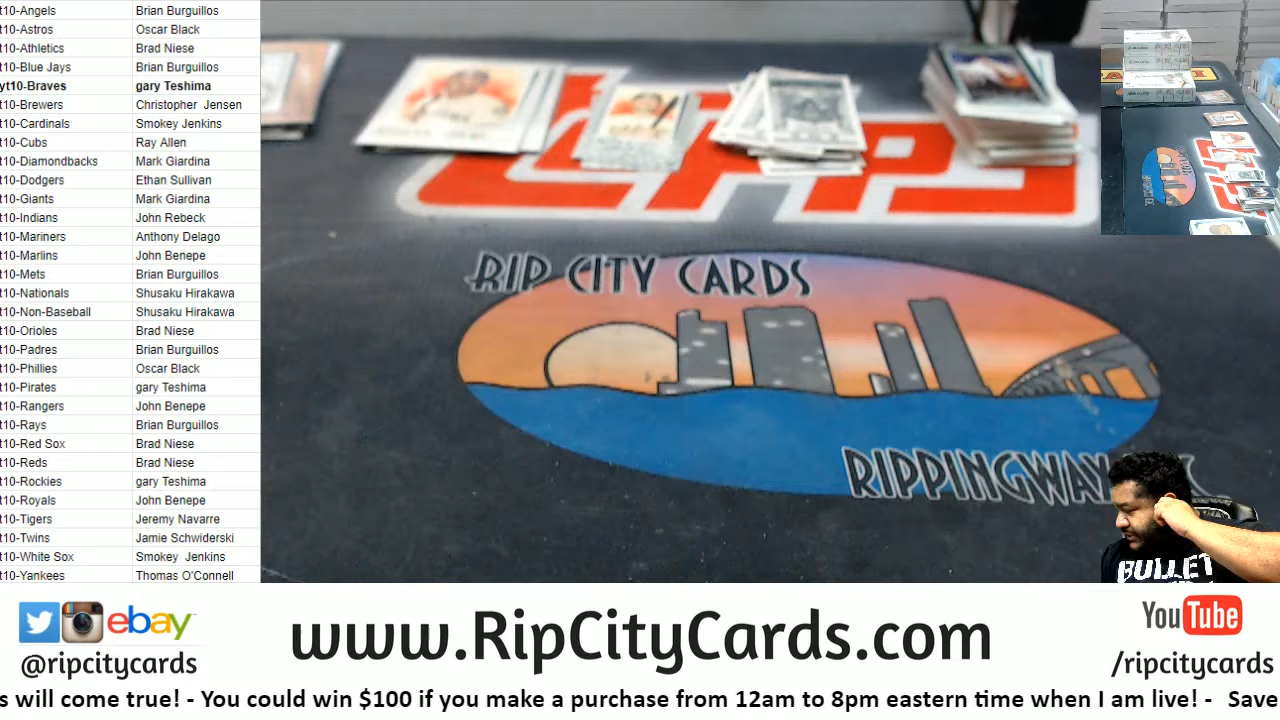 t10-Angels Brian Burguillos
t10-Astros Oscar Black
t10-Athletics Brad Niese
t10-Blue Jays Brian Burguillos
yt10-Braves gary Teshima
t10-Brewers Christopher Jensen
t10-Cardinals Smokey Jenkins
t10-Cubs Ray Allen
t10-Diamondbacks Mark Giardina
t10-Dodgers Ethan Sullivan
t10-Giants Mark Giardina
t10-Indians John Rebeck
t10-Mariners Anthony Delago
t10-Marlins John Benepe
t10-Mets Brian Burguillos
t10-Nationals Shusaku Hirakawa
t10-Non-Baseball Shusaku Hirakawa
t10-Orioles Brad Niese
t10-Padres Brian Burguillos
t10-Phillies Oscar Black
t10-Pirates gary Teshima
t10-Rangers John Benepe
t10-Rays Brian Burguillos
t10-Red Sox Brad Niese
t10-Reds Brad Niese
t10-Rockies gary Teshima
t10-Royals John Benepe
t10-Tigers Jeremy Navarre
t10-Twins Jamie Schwiderski
t10-White Sox Smokey Jenkins
t10-Yankees Thomas O'Connell
RIP CITY CARDS
RIPPINGWAX
BULLET
ebay
@ripcitycards
www.RipCityCards.com
YouTube
/ripcitycards
s will come true! - You could win $100 if you make a purchase from 12am to 8pm eastern time when I am live! - Save